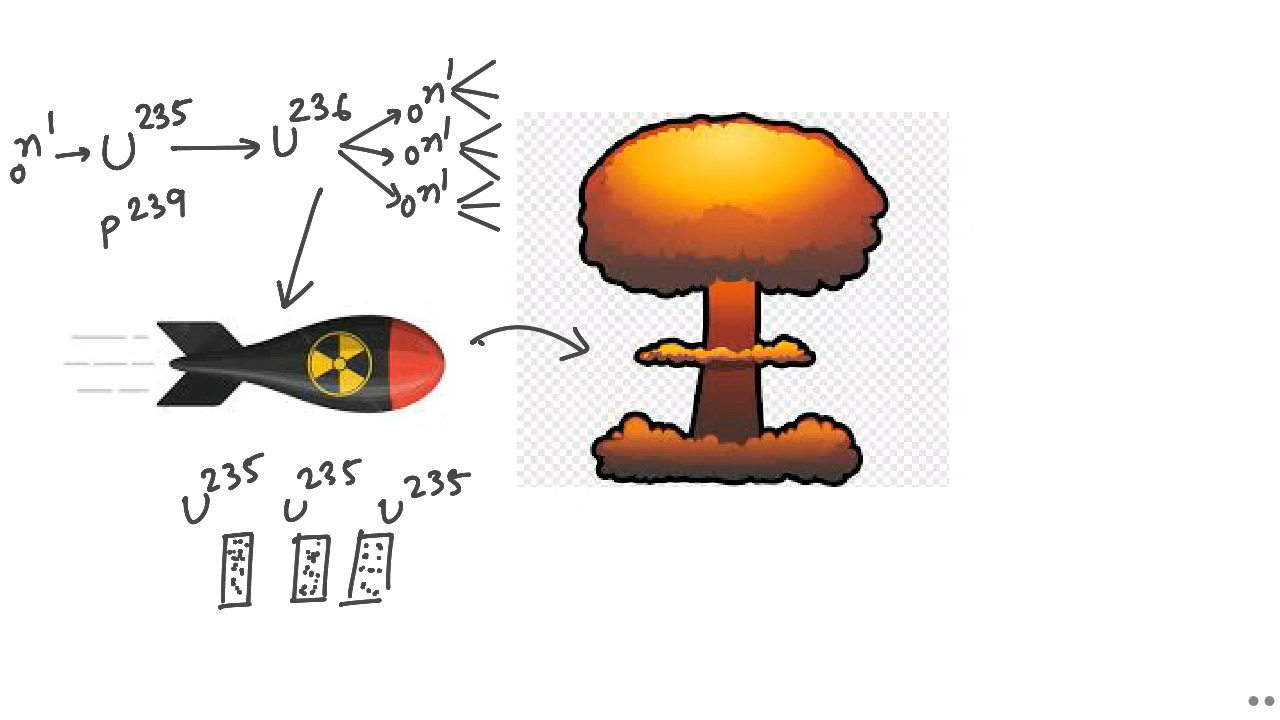 ₀n¹ → U²³⁵ → U²³⁶ → ₀n¹
₀n¹
₀n¹
P²³⁹
U²³⁵ U²³⁵ U²³⁵